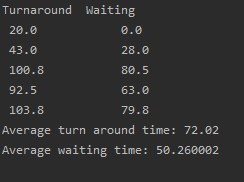 Turnaround Waiting
20.0 0.0
43.0 28.0
100.8 80.5
92.5 63.0
103.8 79.8
Average turn around time: 72.02
Average waiting time: 50.260002